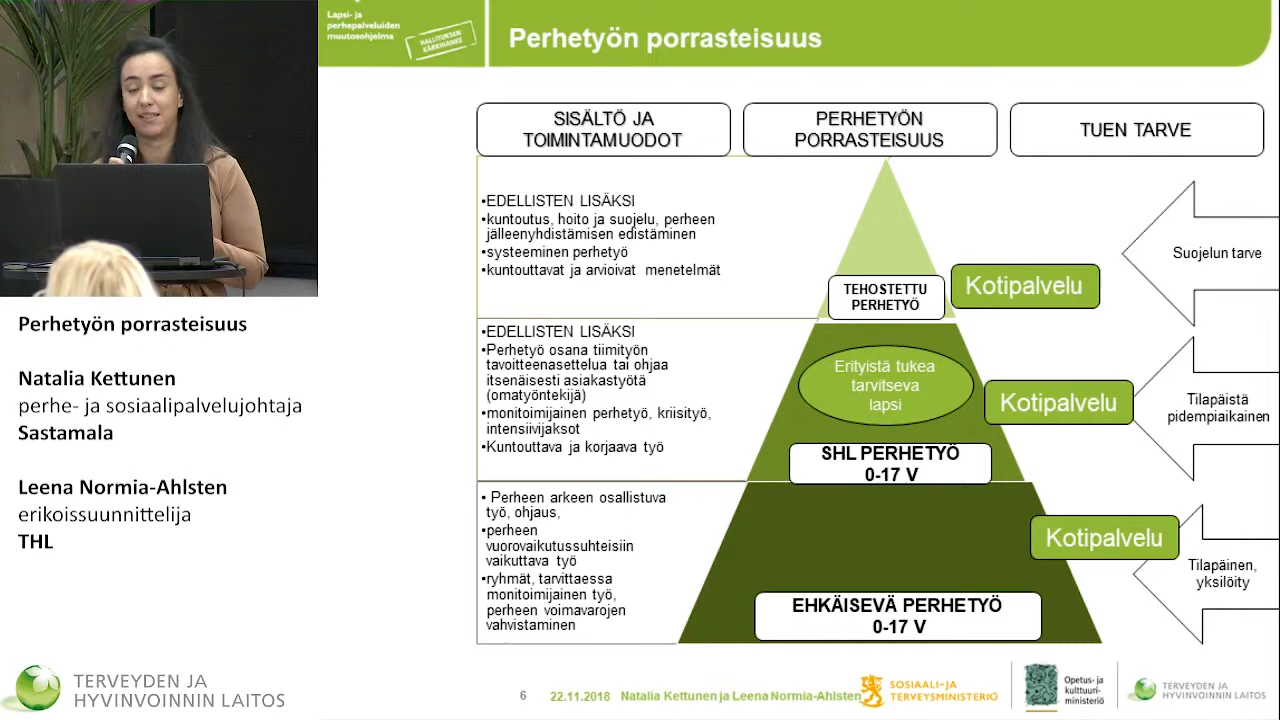 Lapsi- ja
perhepalveluiden
muutosohjelma
HALLITUKSEN
KÄRKIHANKE
Perhetyön porrasteisuus
SISÄLTÖ JA
TOIMINTAMUODOT
PERHETYÖN
PORRASTEISUUS
TUEN TARVE
•EDELLISTEN LISÄKSI
•kuntoutus, hoito ja suojelu, perheen
jälleenyhdistämisen edistäminen
•systeeminen perhetyö
•kuntouttavat ja arvioivat menetelmät
TEHOSTETTU
PERHETYÖ
Kotipalvelu
Suojelun tarve
•EDELLISTEN LISÄKSI
•Perhetyö osana tiimityön
tavoitteenasettelua tai ohjaa
itsenäisesti asiakastyötä
(omatyöntekijä)
•monitoimijainen perhetyö, kriisityö,
intensiivijaksot
•Kuntouttava ja korjaava työ
Erityistä tukea
tarvitseva
lapsi
SHL PERHETYÖ
0-17 V
Kotipalvelu
Tilapäistä
pidempiaikainen
• Perheen arkeen osallistuva
työ, ohjaus,
•perheen
vuorovaikutussuhteisiin
vaikuttava työ
•ryhmät, tarvittaessa
monitoimijainen työ,
perheen voimavarojen
vahvistaminen
EHKÄISEVÄ PERHETYÖ
0-17 V
Kotipalvelu
Tilapäinen,
yksilöity
Perhetyön porrasteisuus
Natalia Kettunen
perhe- ja sosiaalipalvelujohtaja
Sastamala
Leena Normia-Ahlsten
erikoissuunnittelija
THL
TERVEYDEN JA
HYVINVOINNIN LAITOS
6
22.11.2018
Natalia Kettunen ja Leena Normia-Ahlsten
SOSIAALI- JA
TERVEYSMINISTERIÖ
Opetus- ja
kulttuuri-
ministeriö
TERVEYDEN JA
HYVINVOINNIN LAITOS